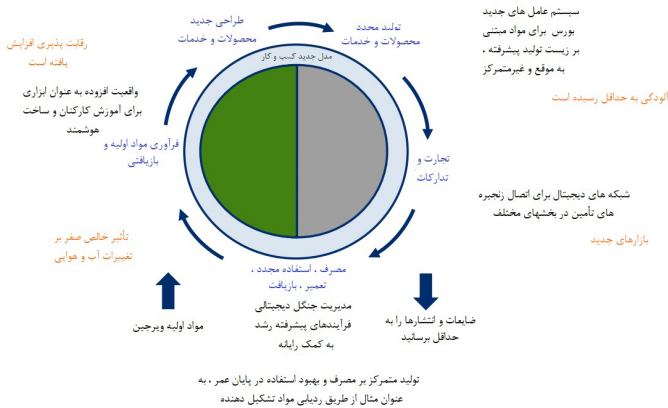 سیستم عامل های جدید
بورس برای مواد مبتنی
بر زیست تولید پیشرفته ،
به موقع و غیرمتمرکز
تولید مجدد
محصولات و خدمات
طراحی جدید
محصولات و خدمات
رقابت پذیری افزایش
یافته است
مدل جدید کسب و کار
واقعیت افزوده به عنوان ابزاری
برای آموزش کارکنان و ساخت
هوشمند
آلودگی به حداقل رسیده است
فرآوری مواد اولیه و
بازیافتی
تجارت و
تدارکات
شبکه های دیجیتال برای اتصال زنجیره
های تأمین در بخشهای مختلف
بازارهای جدید
تأثیر خالص صفر بر
تغییرات آب و هوایی
مصرف ، استفاده مجدد ،
تعمیر ، بازیافت
مدیریت جنگل دیجیتالی
فرآیندهای پیشرفته رشد
به کمک رایانه
مواد اولیه ویرجین
ضایعات و انتشارها را به
حداقل برسانید
تولید متمرکز بر مصرف و بهبود استفاده در پایان عمر ، به
عنوان مثال از طریق ردیابی مواد تشکیل دهنده